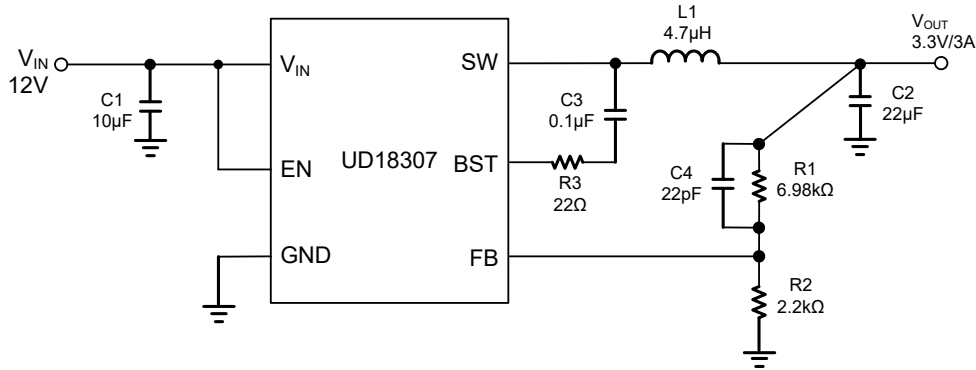 L1
4.7µH
VOUT
3.3V/3A
VIN
12V
C1
10µF
VIN
EN
GND
UD18307
SW
BST
FB
C3
0.1µF
R3
22Ω
C2
22µF
C4
22pF
R1
6.98kΩ
R2
2.2kΩ